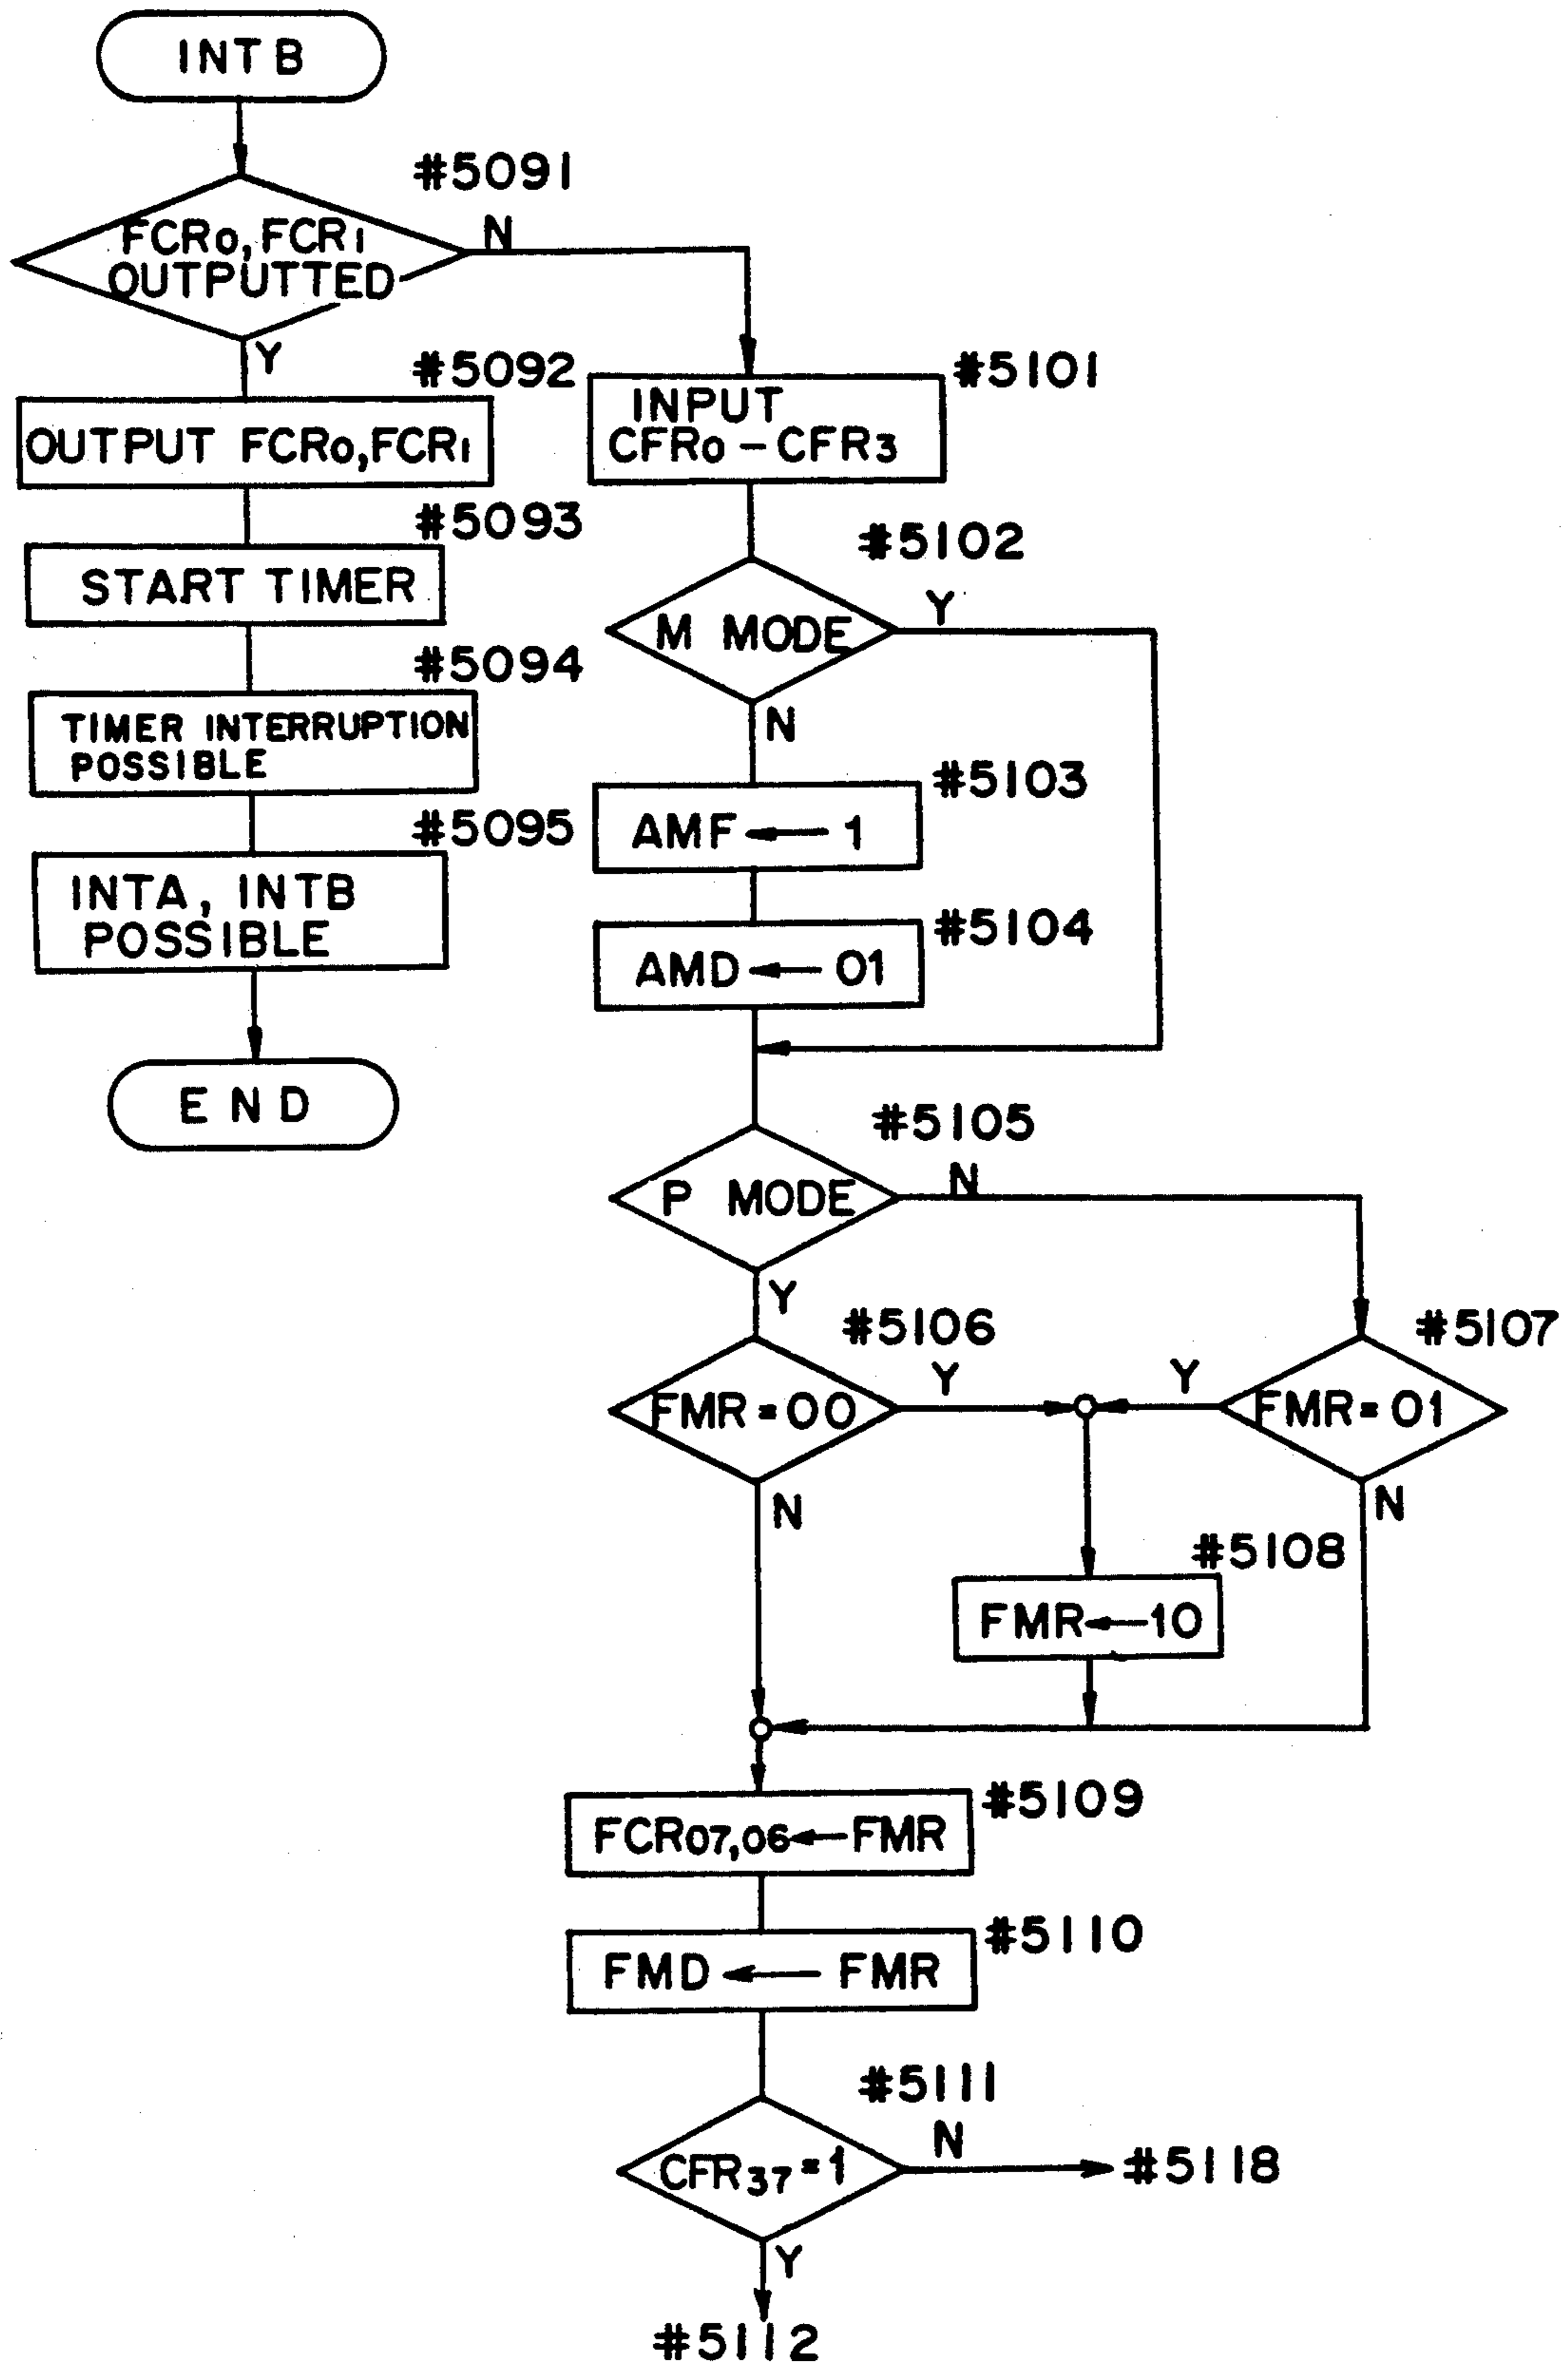 INTB
#5091
FCR0, FCR1
OUTPUTTED
N
Y
#5092
OUTPUT FCR0, FCR1
#5093
START TIMER
#5094
TIMER INTERRUPTION
POSSIBLE
#5095
INTA, INTB
POSSIBLE
END
#5101
INPUT
CFR0 - CFR3
#5102
M MODE
Y
N
#5103
AMF ← 1
#5104
AMD ← 01
#5105
P MODE
N
Y
#5106
FMR = 00
Y
N
#5107
FMR = 01
Y
N
#5108
FMR ← 10
#5109
FCR07,06 ← FMR
#5110
FMD ← FMR
#5111
CFR37 = 1
N
#5118
Y
#5112